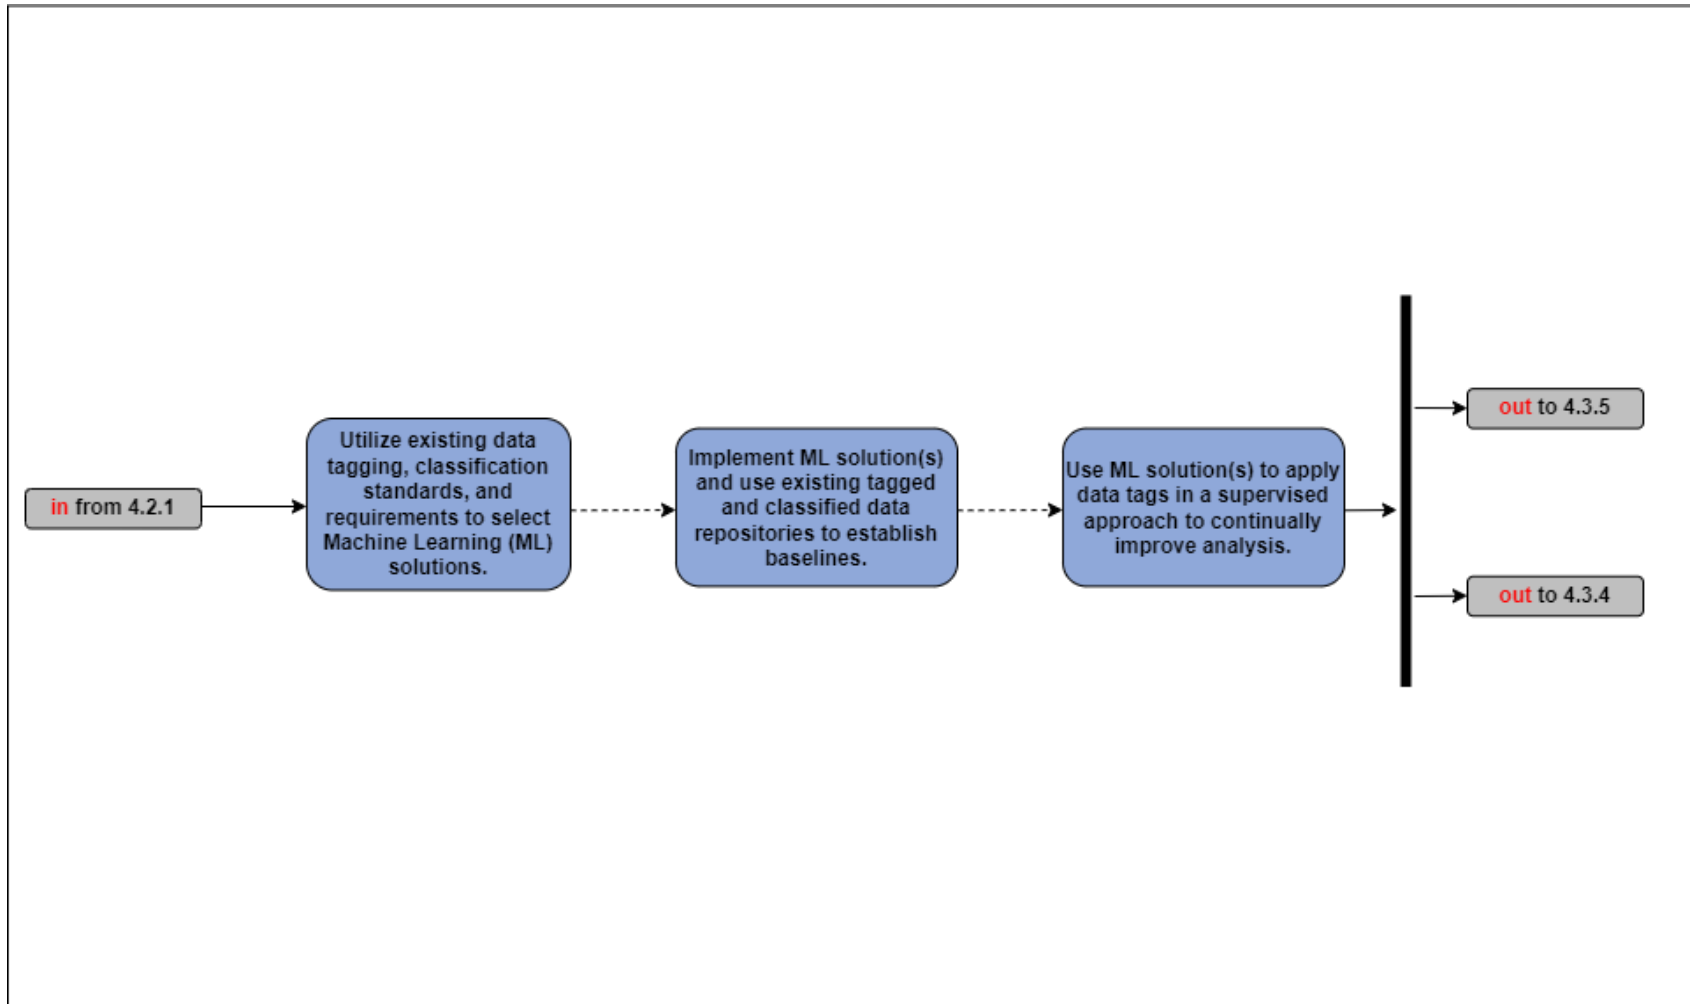 in from 4.2.1
Utilize existing data
tagging, classification
standards, and
requirements to select
Machine Learning (ML)
solutions.
Implement ML solution(s)
and use existing tagged
and classified data
repositories to establish
baselines.
Use ML solution(s) to apply
data tags in a supervised
approach to continually
improve analysis.
out to 4.3.5
out to 4.3.4